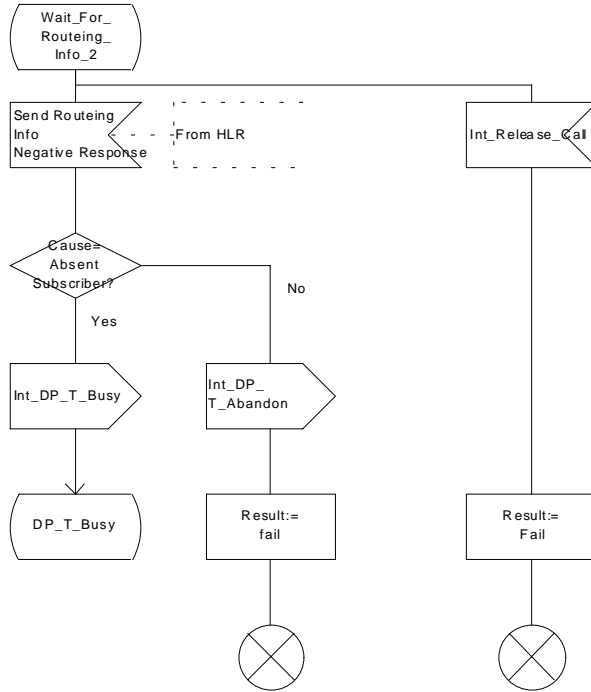 Wait_For_
Routeing_
Info_2
Send Routeing
Info
Negative Response
From HLR
Int_Release_Call
Cause=
Absent
Subscriber?
No
Yes
Int_DP_T_Busy
Int_DP_
T_Abandon
DP_T_Busy
Result:=
fail
Result:=
Fail